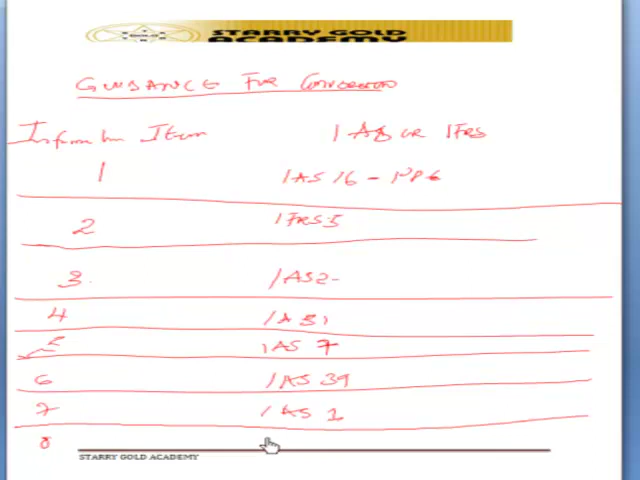 STARRY GOLD
ACADEMY
GUIDANCE FOR CONVERSION
Information Item IAS or IFRS
1 IAS 16 - PPE
2 IFRS 5
3 IAS 2
4 IAS 1
5 IAS 7
6 IAS 39
7 IAS 1
8
STARRY GOLD ACADEMY